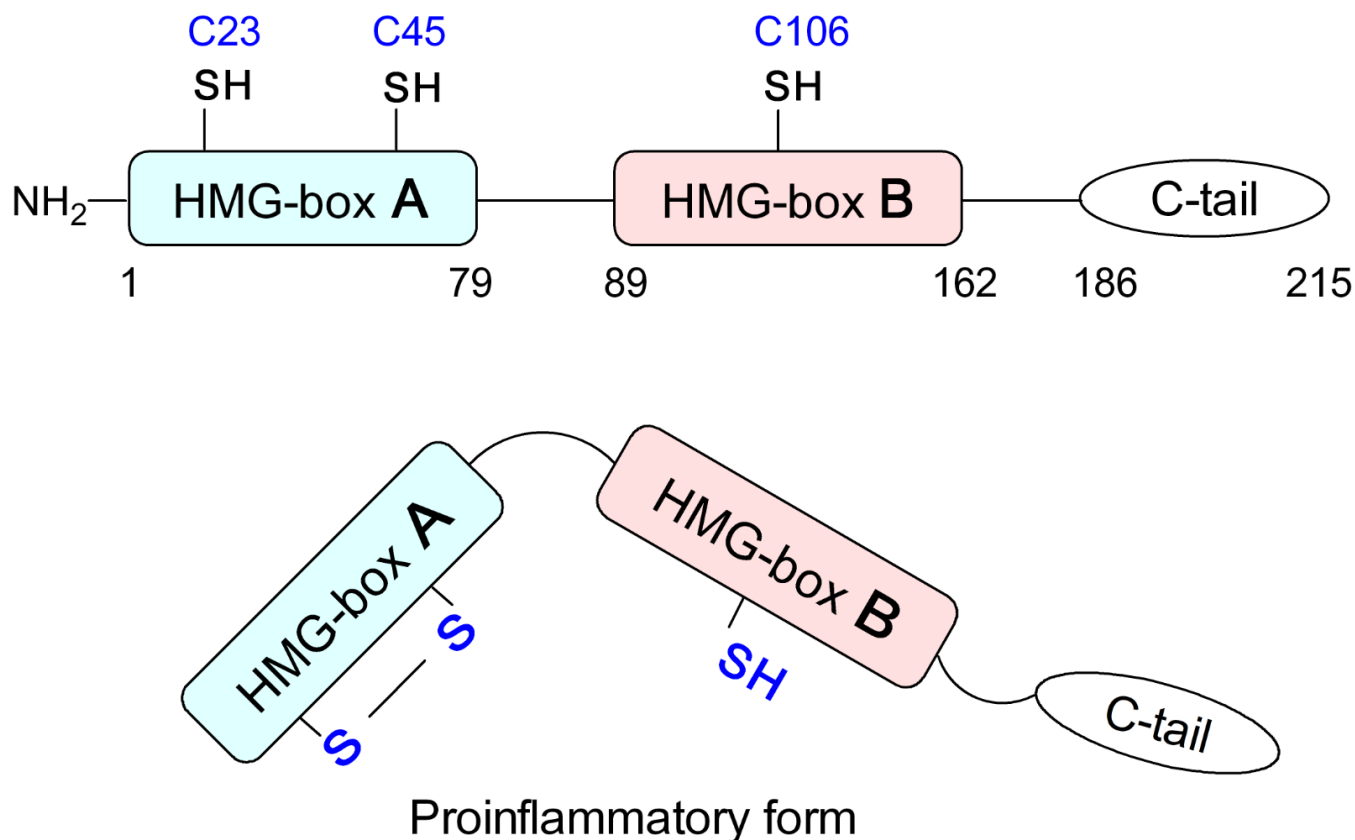 C23 C45 C106
SH SH SH
NH2 HMG-box A HMG-box B C-tail
1 79 89 162 186 215
HMG-box A
S
S
HMG-box B
SH
C-tail
Proinflammatory form